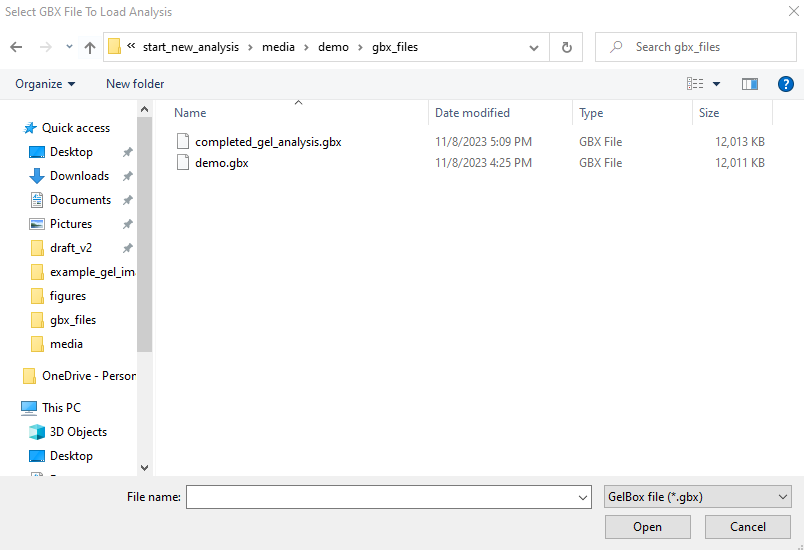 Select GBX File To Load Analysis
« start_new_analysis > media > demo > gbx_files
Search gbx_files
Organize
New folder
Name
Date modified
Type
Size
completed_gel_analysis.gbx 11/8/2023 5:09 PM GBX File 12,013 KB
demo.gbx 11/8/2023 4:25 PM GBX File 12,011 KB
Quick access
Desktop
Downloads
Documents
Pictures
draft_v2
example_gel_ima
figures
gbx_files
media
OneDrive - Person
This PC
3D Objects
Desktop
File name:
GelBox file (*.gbx)
Open
Cancel